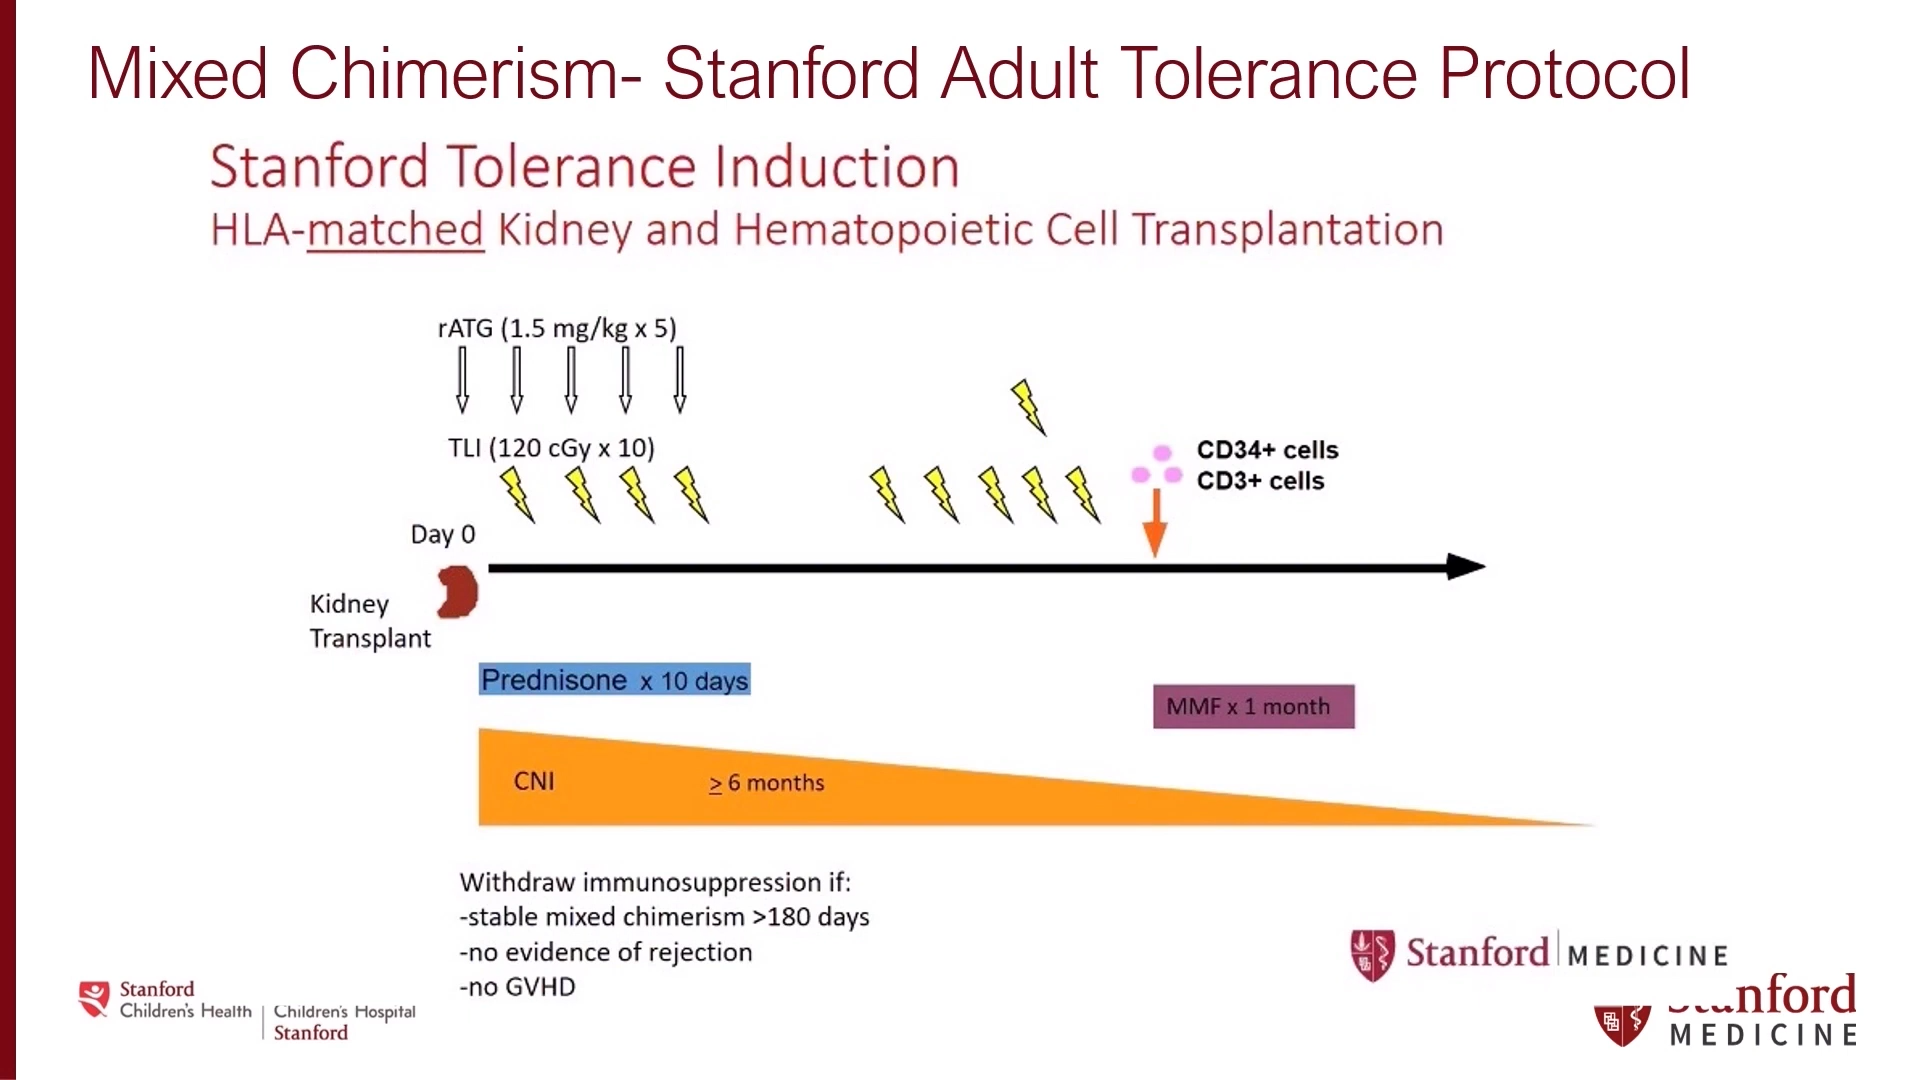 Mixed Chimerism- Stanford Adult Tolerance Protocol
Stanford Tolerance Induction
HLA-matched Kidney and Hematopoietic Cell Transplantation
rATG (1.5 mg/kg x 5)
TLI (120 cGy x 10)
CD34+ cells
CD3+ cells
Day 0
Kidney
Transplant
Prednisone x 10 days
MMF x 1 month
CNI
≥ 6 months
Withdraw immunosuppression if:
-stable mixed chimerism >180 days
-no evidence of rejection
-no GVHD
Stanford MEDICINE
Stanford
Children's Health
Children's Hospital
Stanford
MEDICINE